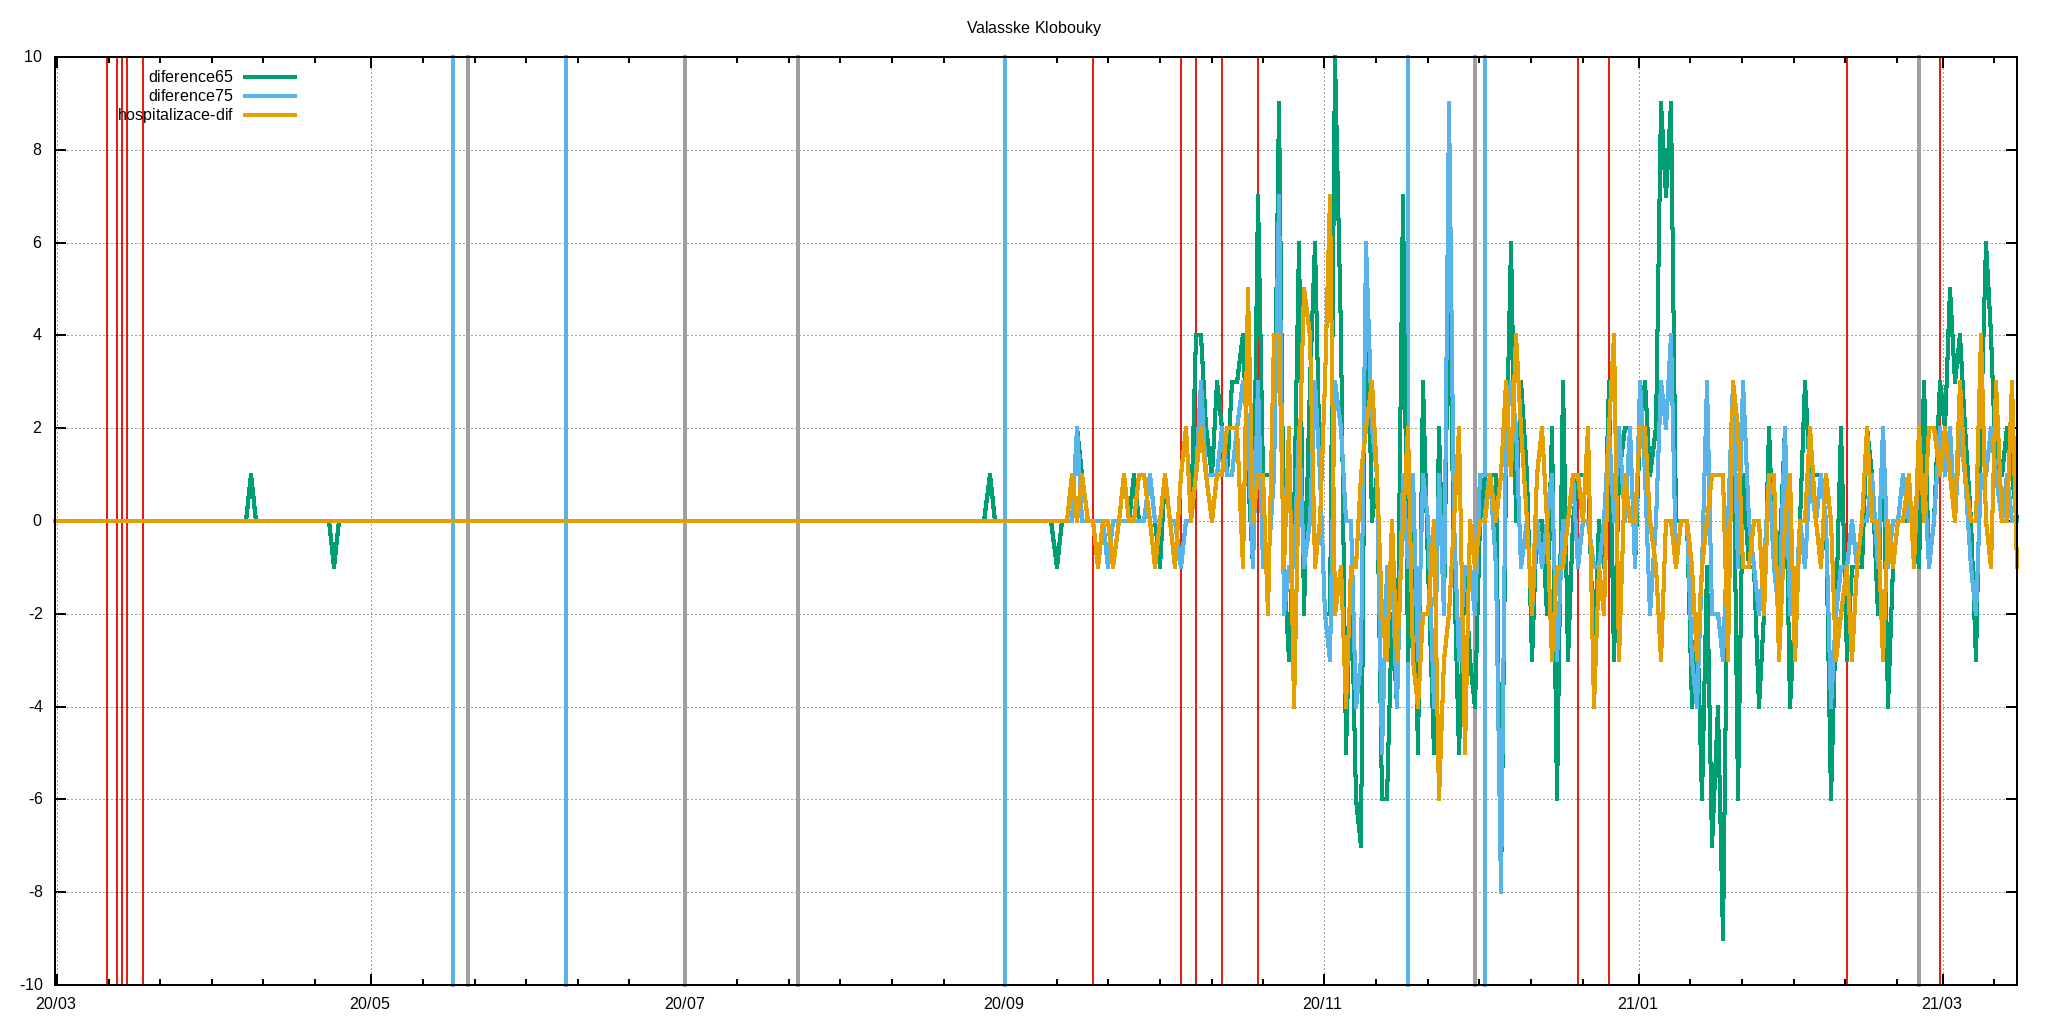 Valasske Klobouky
10
diference65
diference75
hospitalizace-dif
8
6
4
2
0
-2
-4
-6
-8
-10
20/03 20/05 20/07 20/09 20/11 21/01 21/03